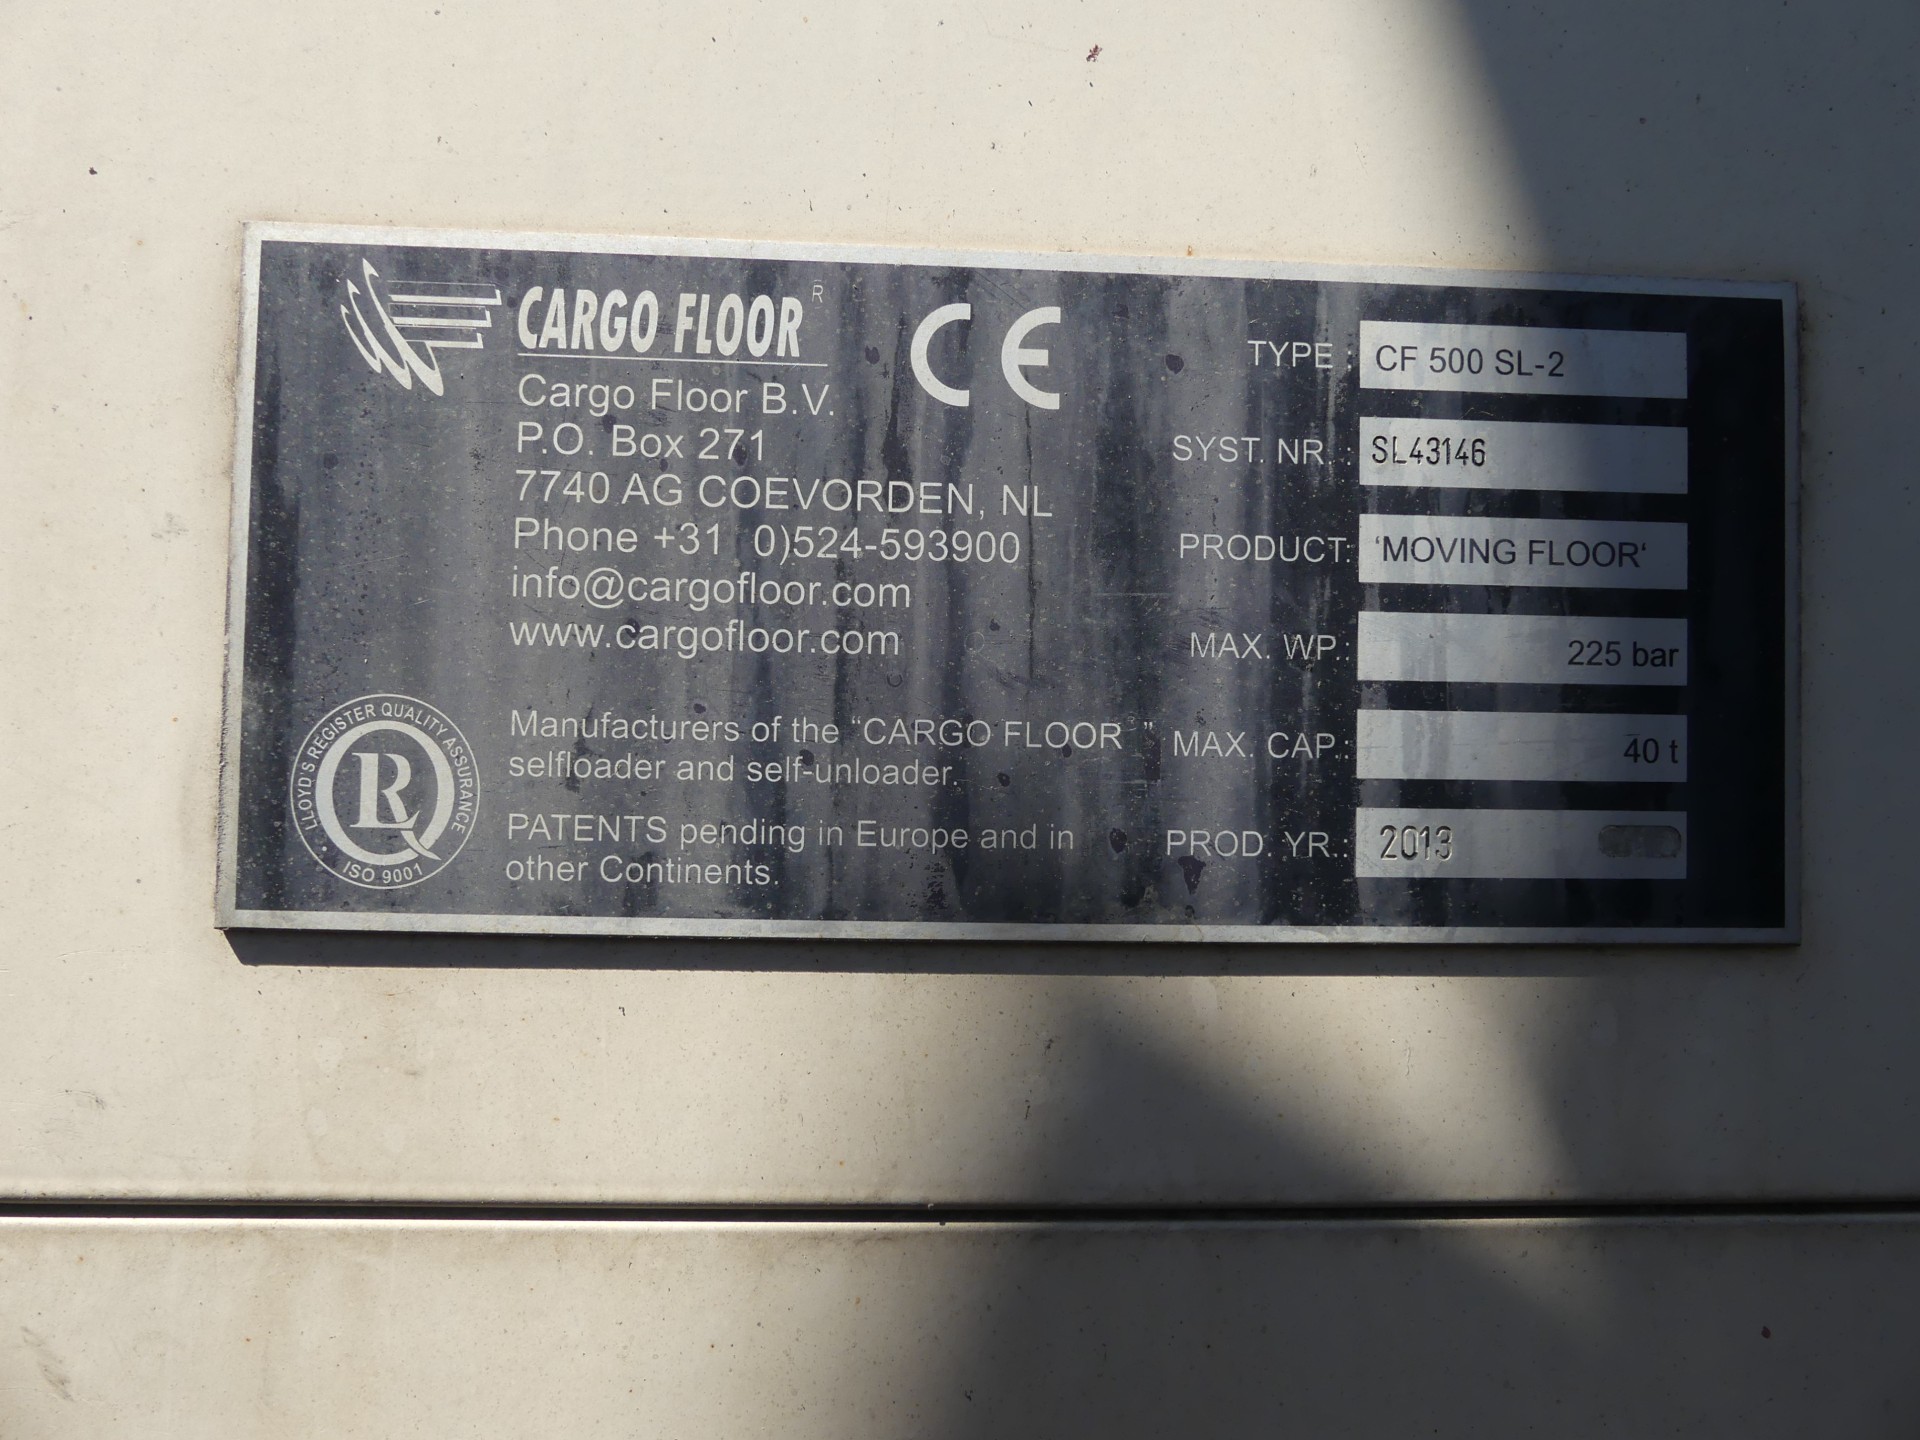 CARGO FLOOR R
Cargo Floor B.V.
P.O. Box 271
7740 AG COEVORDEN, NL
Phone +31 0)524-593900
info@cargofloor.com
www.cargofloor.com
Manufacturers of the "CARGO FLOOR "
selfloader and self-unloader.
PATENTS pending in Europe and in
other Continents.
LLOYD'S REGISTER QUALITY ASSURANCE
LRQ
ISO 9001
CE
TYPE : CF 500 SL-2
SYST. NR. : SL43146
PRODUCT: 'MOVING FLOOR'
MAX. WP.: 225 bar
MAX. CAP.: 40 t
PROD. YR.: 2013